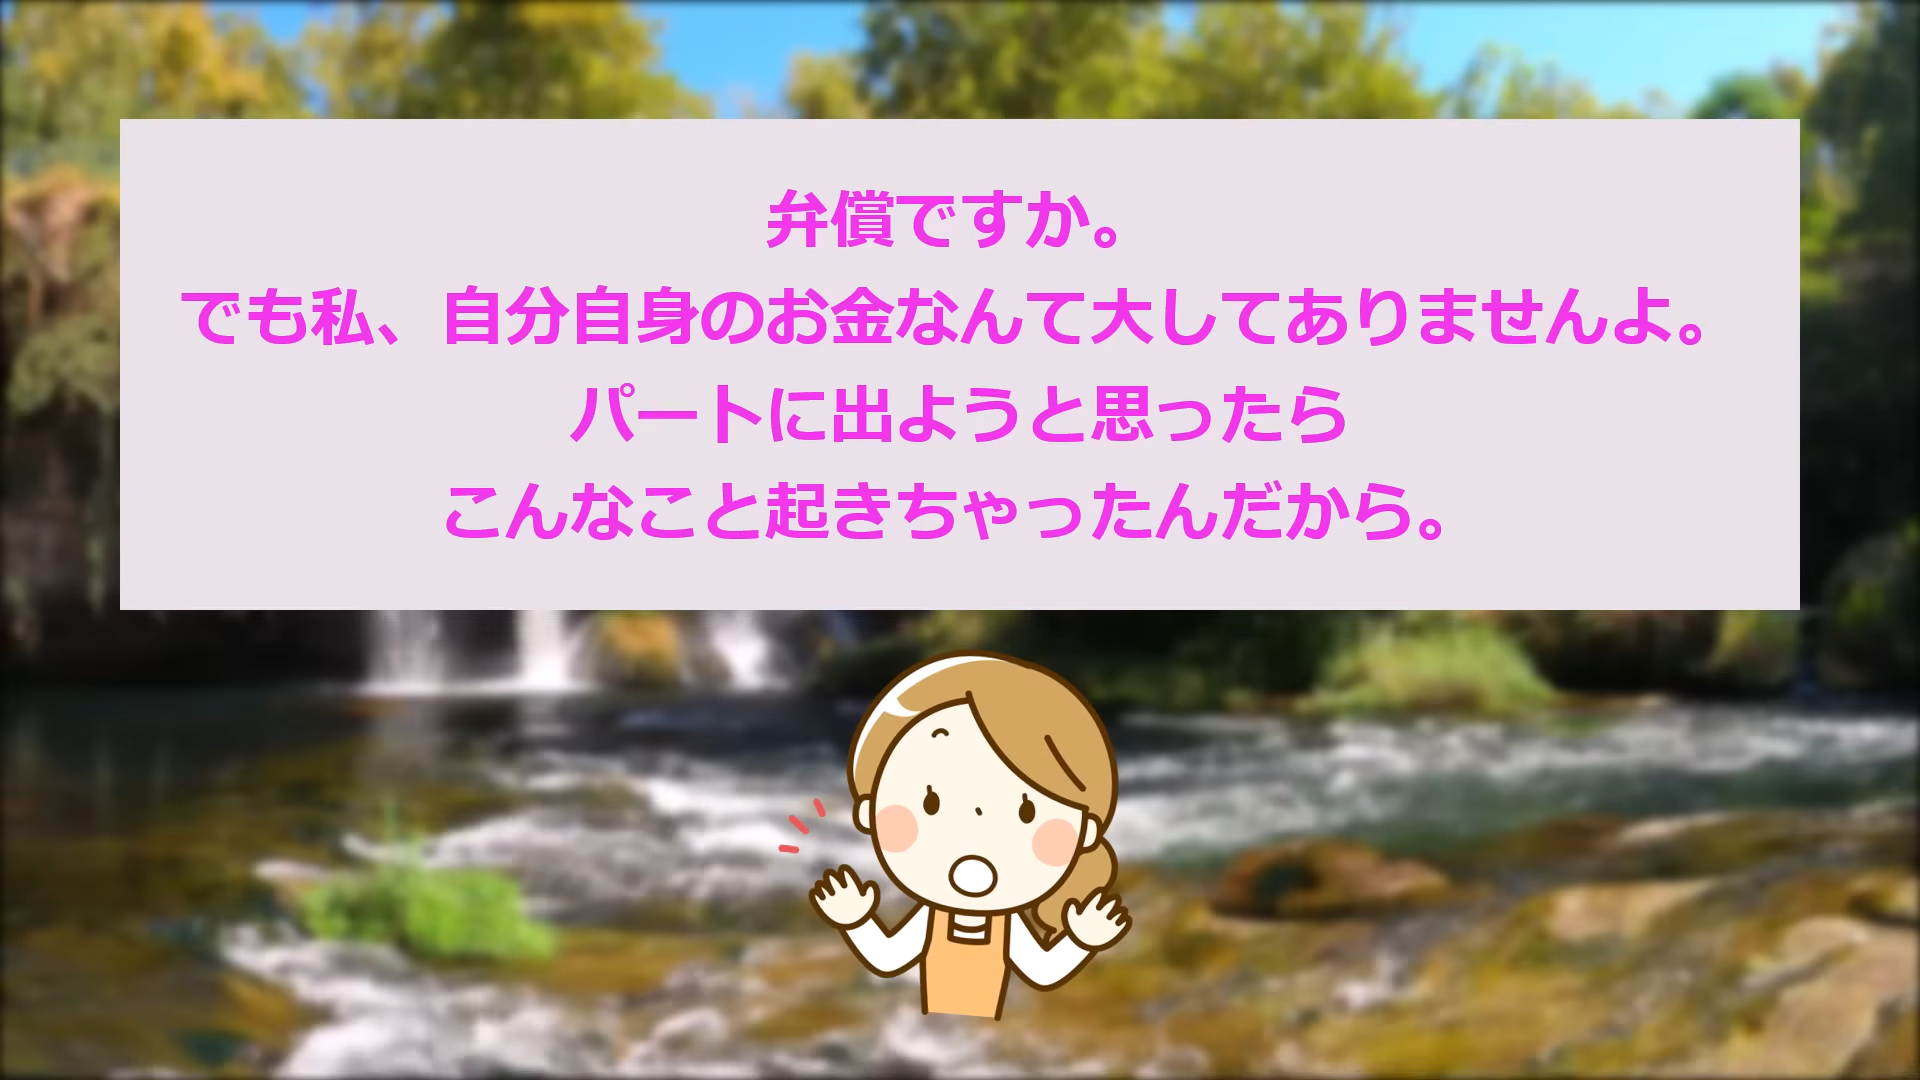 弁償ですか。
でも私、自分自身のお金なんて大してありませんよ。
パートに出ようと思ったら
こんなこと起きちゃったんだから。